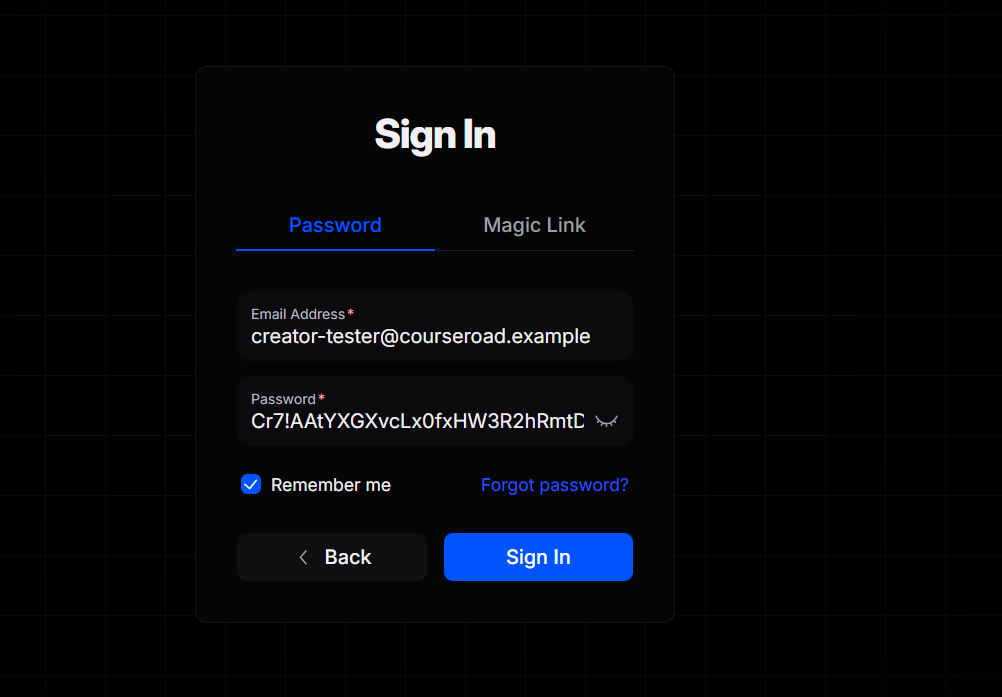 Sign In
Password Magic Link
Email Address*
creator-tester@courseroad.example
Password*
Cr7!AAtYXGXvcLx0fxHW3R2hRmtD
Remember me Forgot password?
Back Sign In